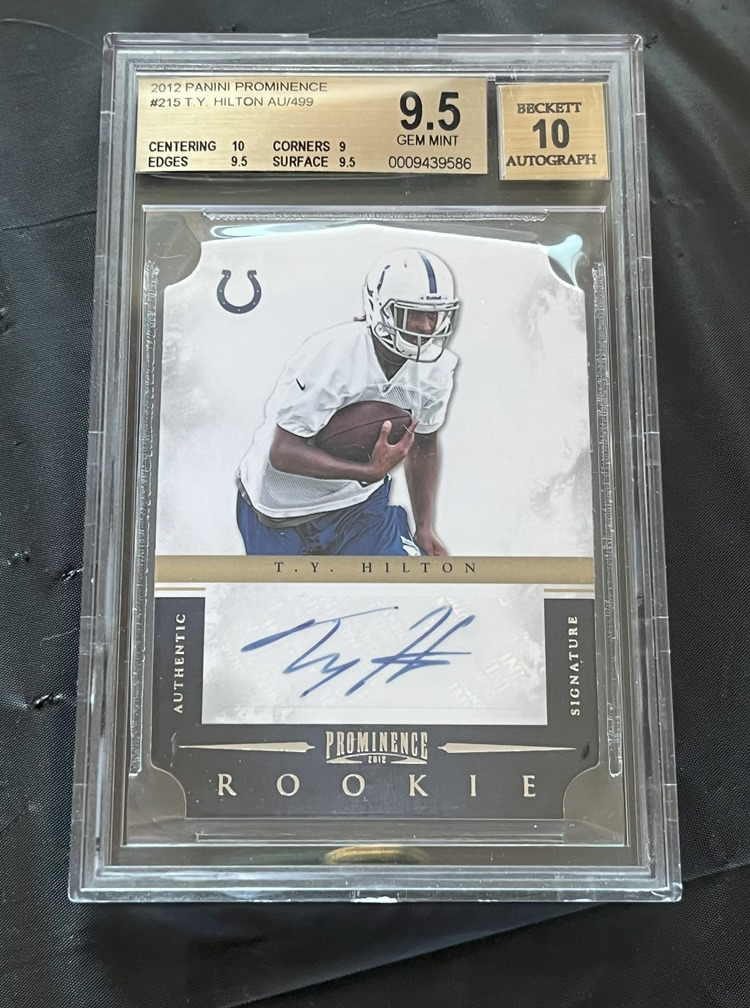 2012 PANINI PROMINENCE
#215 T.Y. HILTON AU/499
CENTERING 10 CORNERS 9
EDGES 9.5 SURFACE 9.5
9.5
GEM MINT
0009439586
BECKETT
10
AUTOGRAPH
T.Y. HILTON
AUTHENTIC
SIGNATURE
PROMINENCE
2012
ROOKIE